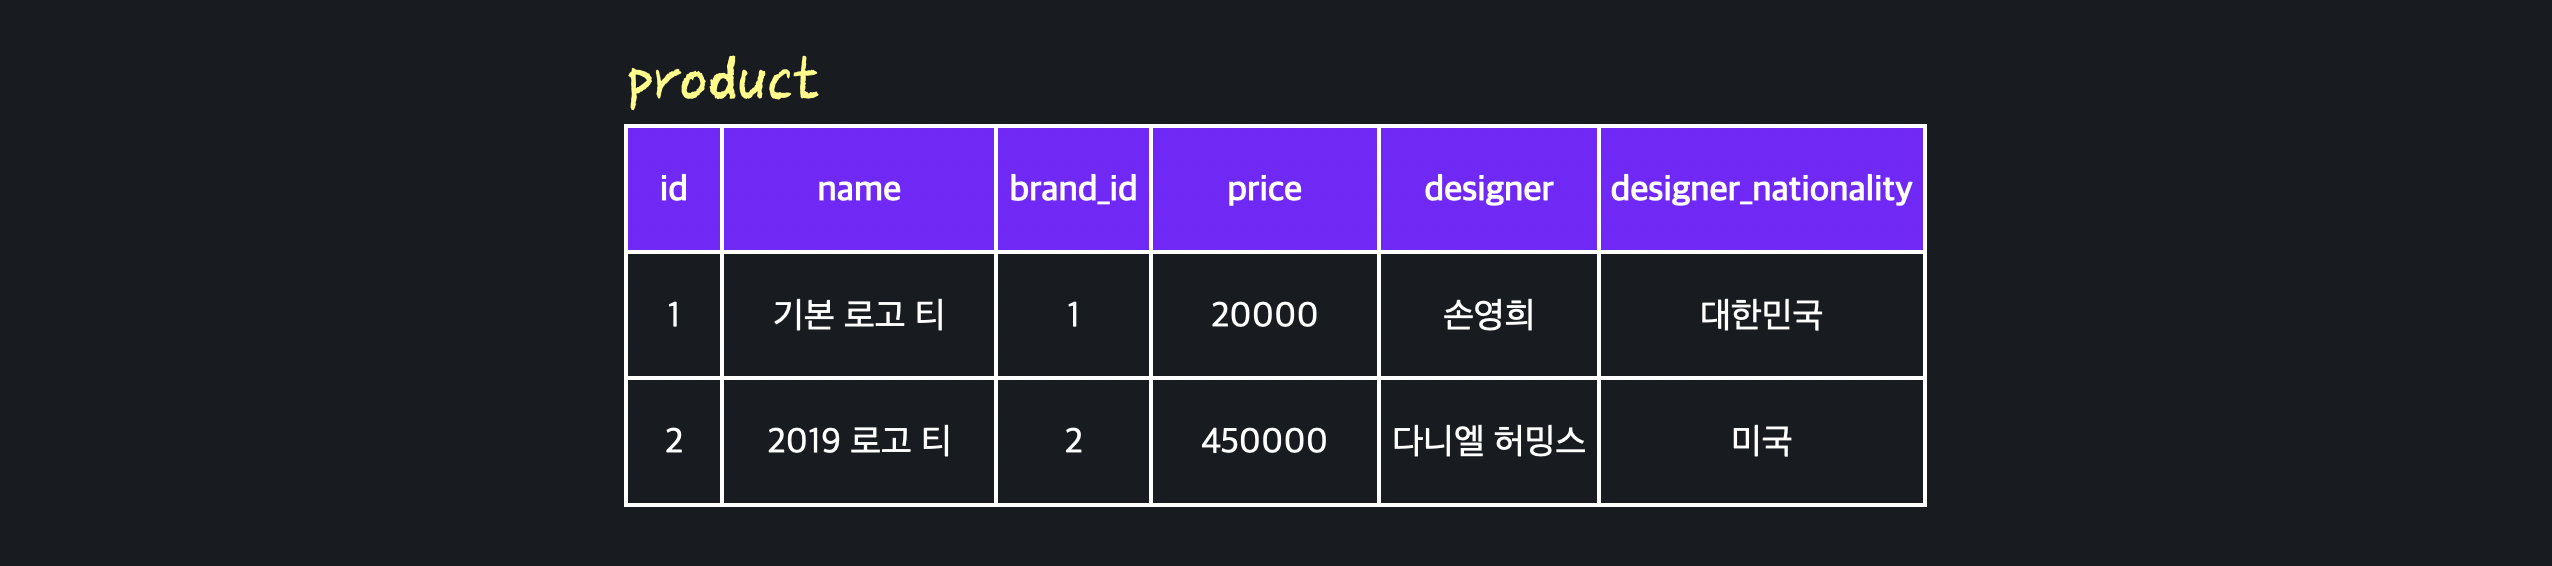 product
id name brand_id price designer designer_nationality
1 기본 로고 티 1 20000 손영희 대한민국
2 2019 로고 티 2 450000 다니엘 허밍스 미국